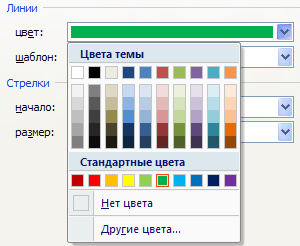 Линии
цвет:
Цвета темы
шаблон:
Стрелки
начало:
размер:
Стандартные цвета
Нет цвета
Другие цвета...